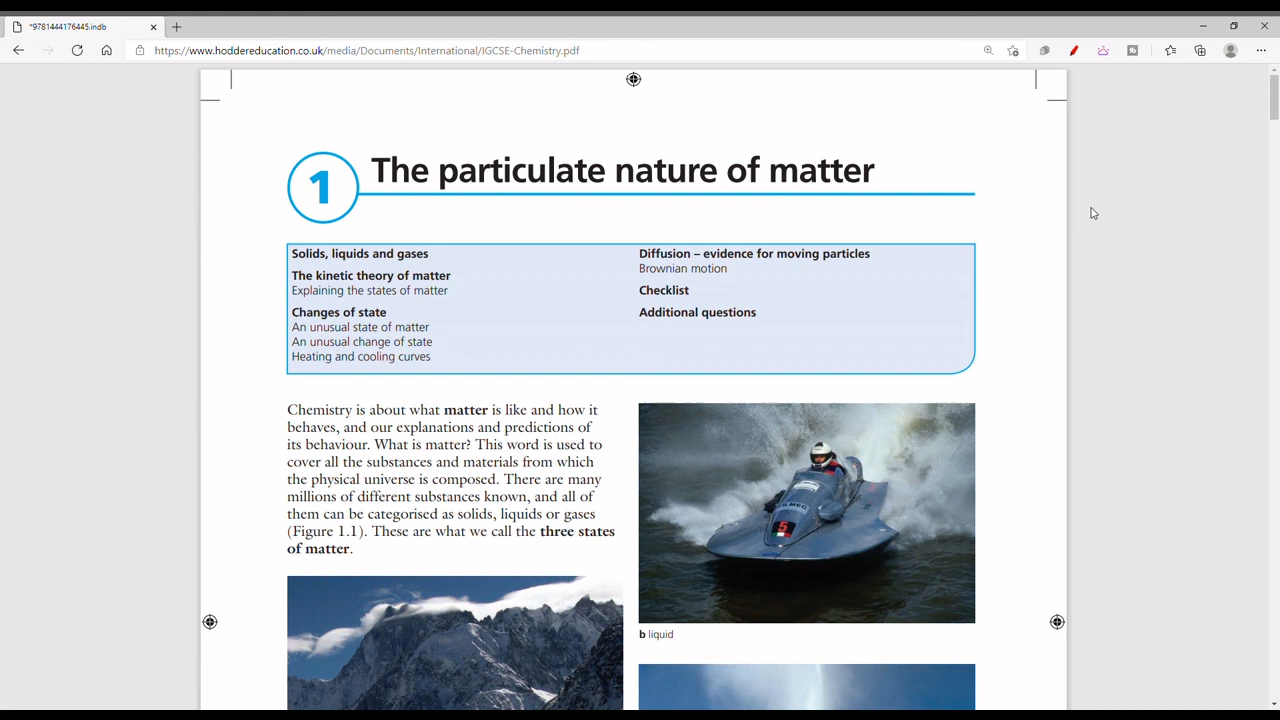 *9781444176445.indb
https://www.hoddereducation.co.uk/media/Documents/International/IGCSE-Chemistry.pdf
1
The particulate nature of matter
Solids, liquids and gases
The kinetic theory of matter
Explaining the states of matter
Changes of state
An unusual state of matter
An unusual change of state
Heating and cooling curves
Diffusion – evidence for moving particles
Brownian motion
Checklist
Additional questions
Chemistry is about what matter is like and how it
behaves, and our explanations and predictions of
its behaviour. What is matter? This word is used to
cover all the substances and materials from which
the physical universe is composed. There are many
millions of different substances known, and all of
them can be categorised as solids, liquids or gases
(Figure 1.1). These are what we call the three states
of matter.
5
b liquid